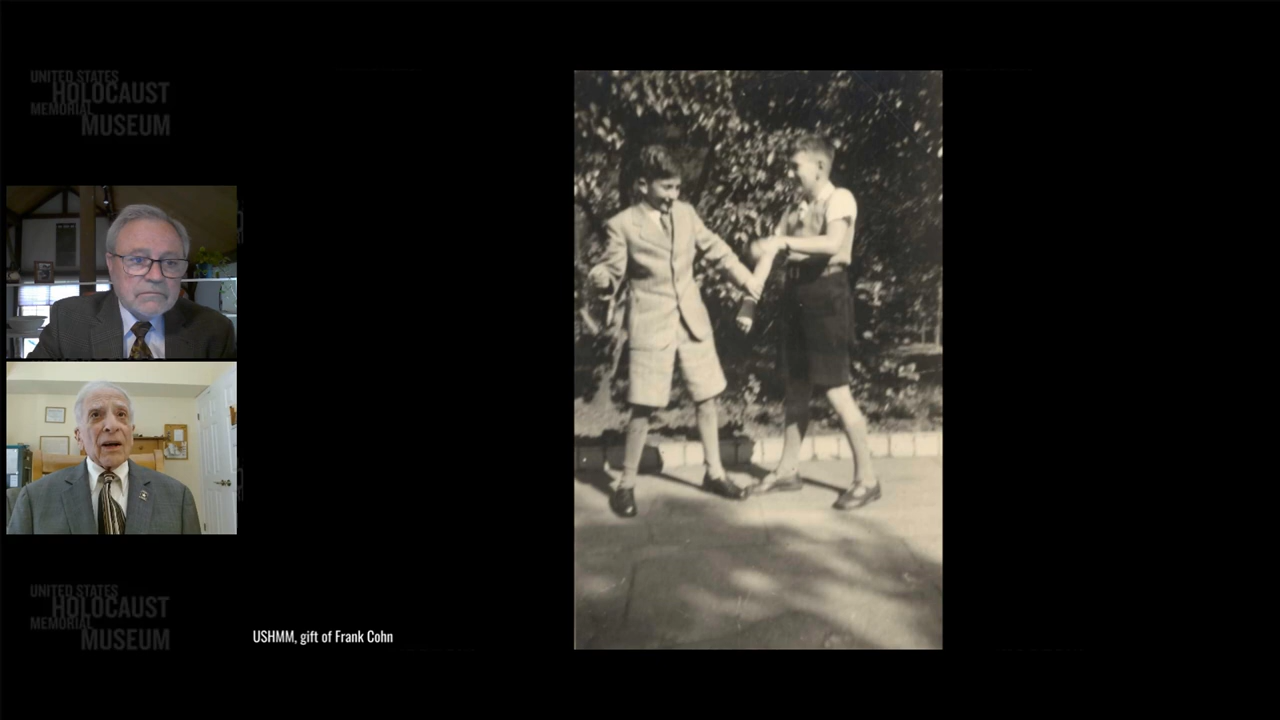 UNITED STATES
HOLOCAUST
MEMORIAL
MUSEUM
USHMM, gift of Frank Cohn
UNITED STATES
HOLOCAUST
MEMORIAL
MUSEUM